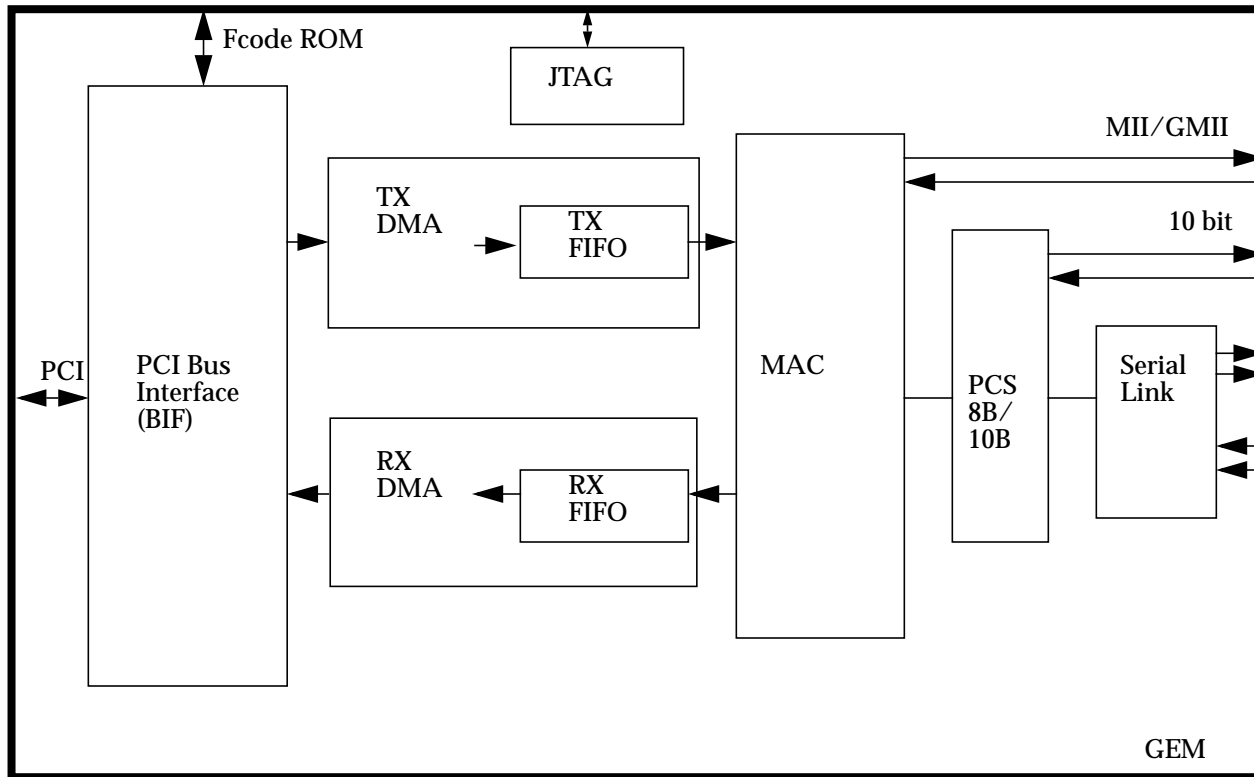 Fcode ROM
JTAG
MII/GMII
TX
DMA
TX
FIFO
10 bit
PCI
PCI Bus
Interface
(BIF)
MAC
PCS
8B/
10B
Serial
Link
RX
DMA
RX
FIFO
GEM